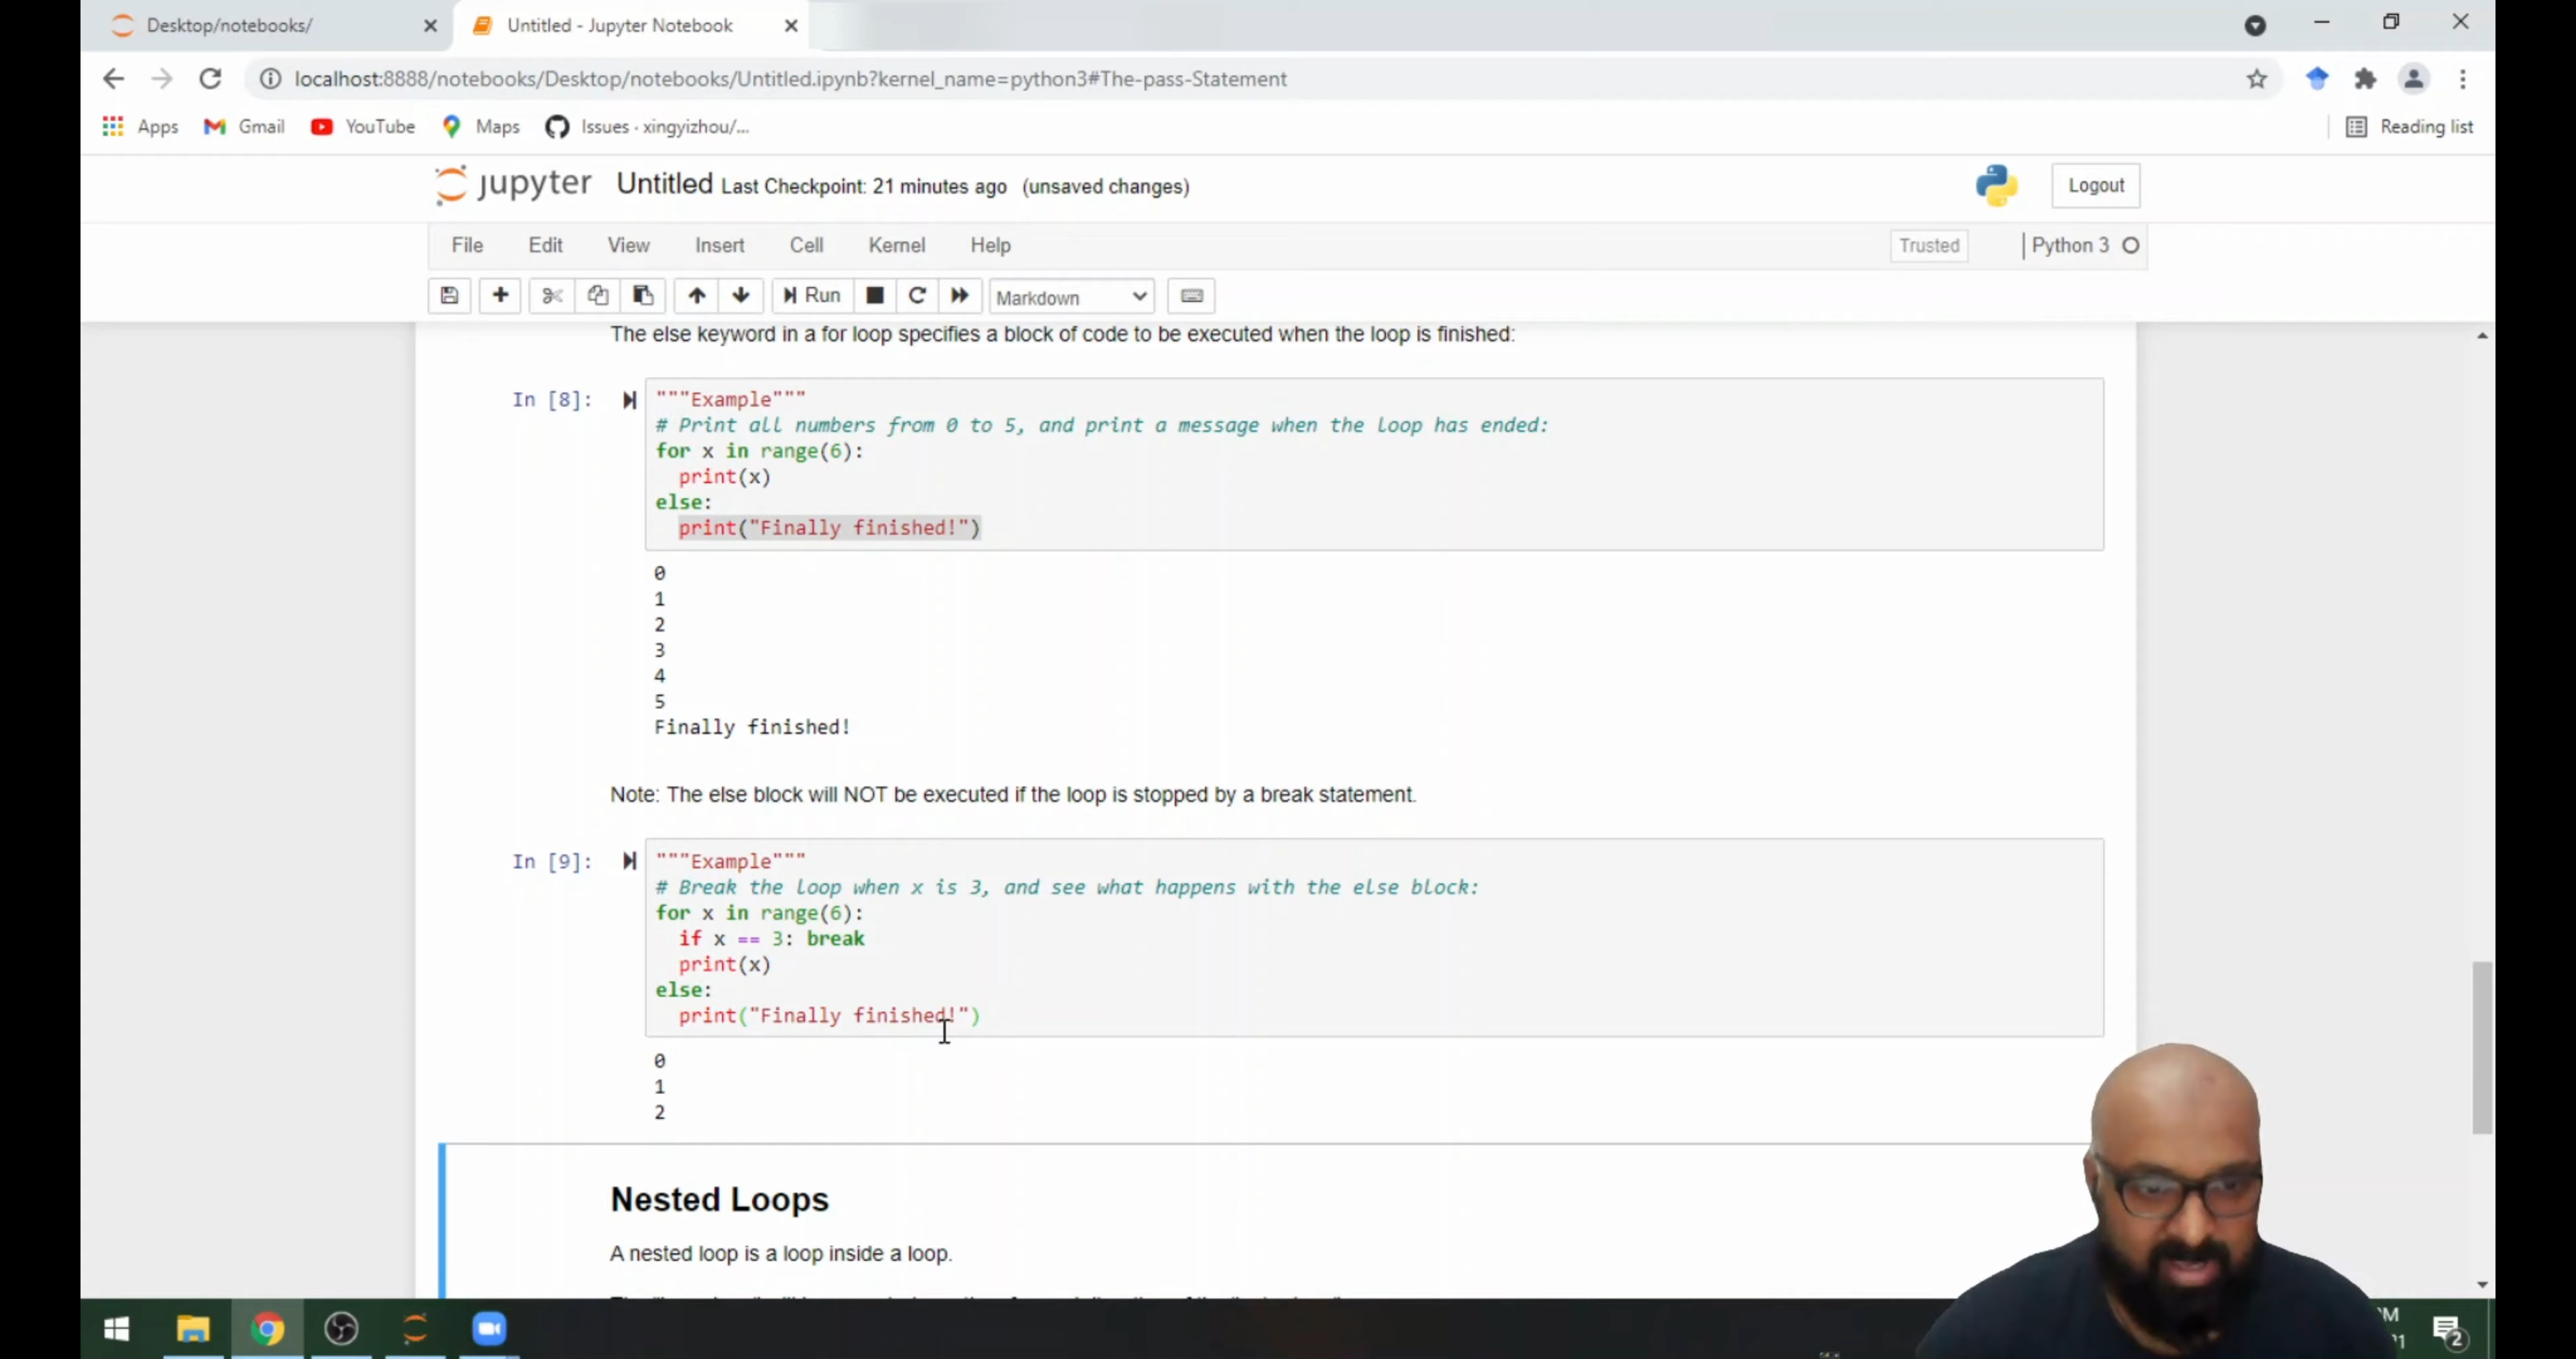 Desktop/notebooks/
Untitled - Jupyter Notebook
localhost:8888/notebooks/Desktop/notebooks/Untitled.ipynb?kernel_name=python3#The-pass-Statement
Apps Gmail YouTube Maps Issues · xingyizhou/... Reading list
jupyter Untitled Last Checkpoint: 21 minutes ago (unsaved changes) Logout
File Edit View Insert Cell Kernel Help Trusted Python 3
Run Markdown
The else keyword in a for loop specifies a block of code to be executed when the loop is finished:
In [8]: """Example"""
# Print all numbers from 0 to 5, and print a message when the loop has ended:
for x in range(6):
print(x)
else:
print("Finally finished!")
0
1
2
3
4
5
Finally finished!
Note: The else block will NOT be executed if the loop is stopped by a break statement.
In [9]: """Example"""
# Break the loop when x is 3, and see what happens with the else block:
for x in range(6):
if x == 3: break
print(x)
else:
print("Finally finished!")
0
1
2
Nested Loops
A nested loop is a loop inside a loop.
2